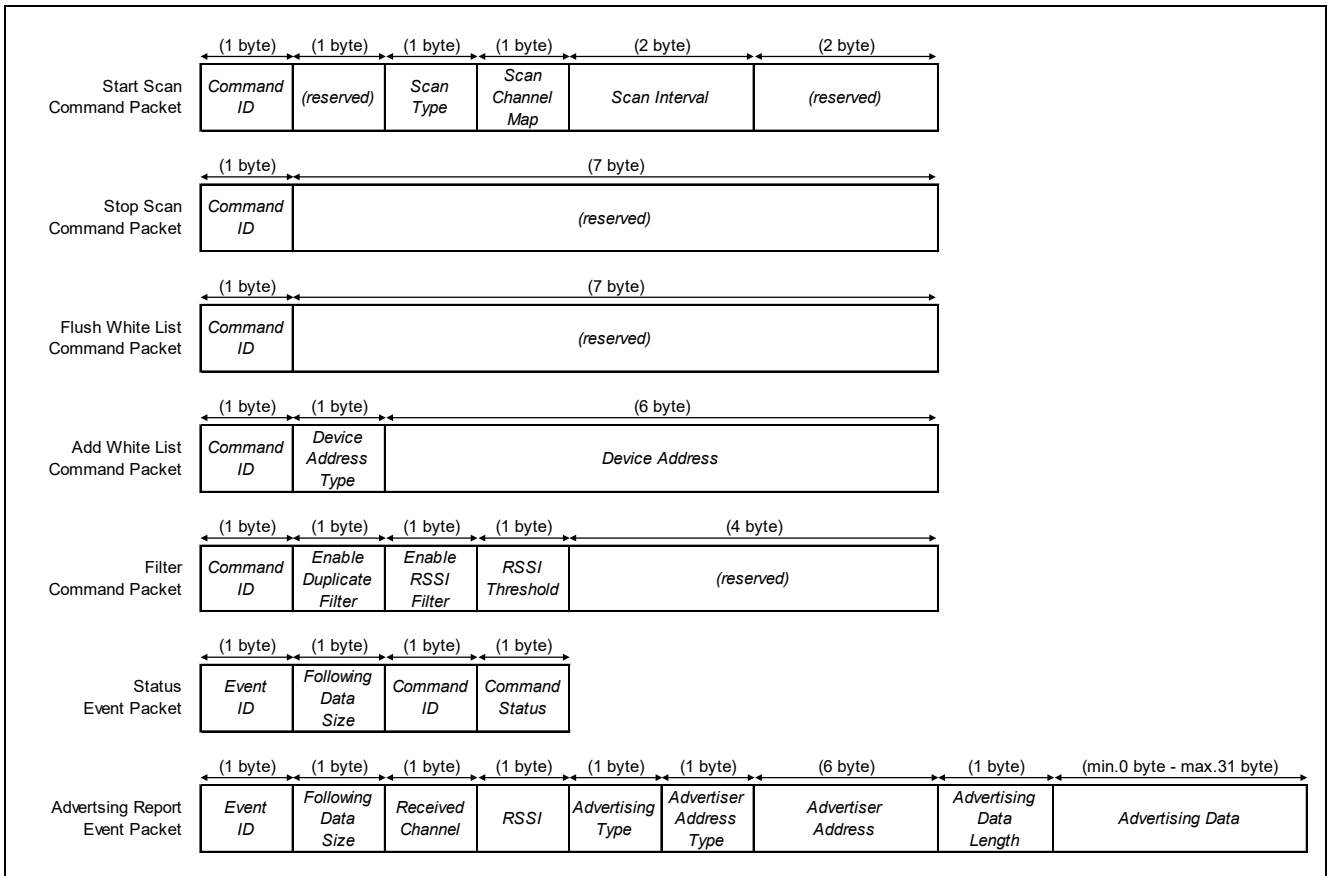 (1 byte) (1 byte) (1 byte) (1 byte) (2 byte) (2 byte)
Start Scan
Command Packet
Command
ID
(reserved)
Scan
Type
Scan
Channel
Map
Scan Interval
(reserved)
(1 byte) (7 byte)
Stop Scan
Command Packet
Command
ID
(reserved)
(1 byte) (7 byte)
Flush White List
Command Packet
Command
ID
(reserved)
(1 byte) (1 byte) (6 byte)
Add White List
Command Packet
Command
ID
Device
Address
Type
Device Address
(1 byte) (1 byte) (1 byte) (1 byte) (4 byte)
Filter
Command Packet
Command
ID
Enable
Duplicate
Filter
Enable
RSSI
Filter
RSSI
Threshold
(reserved)
(1 byte) (1 byte) (1 byte) (1 byte)
Status
Event Packet
Event
ID
Following
Data
Size
Command
ID
Command
Status
(1 byte) (1 byte) (1 byte) (1 byte) (1 byte) (1 byte) (6 byte) (1 byte) (min.0 byte - max.31 byte)
Advertsing Report
Event Packet
Event
ID
Following
Data
Size
Received
Channel
RSSI
Advertising
Type
Advertiser
Address
Type
Advertiser
Address
Advertising
Data
Length
Advertising Data